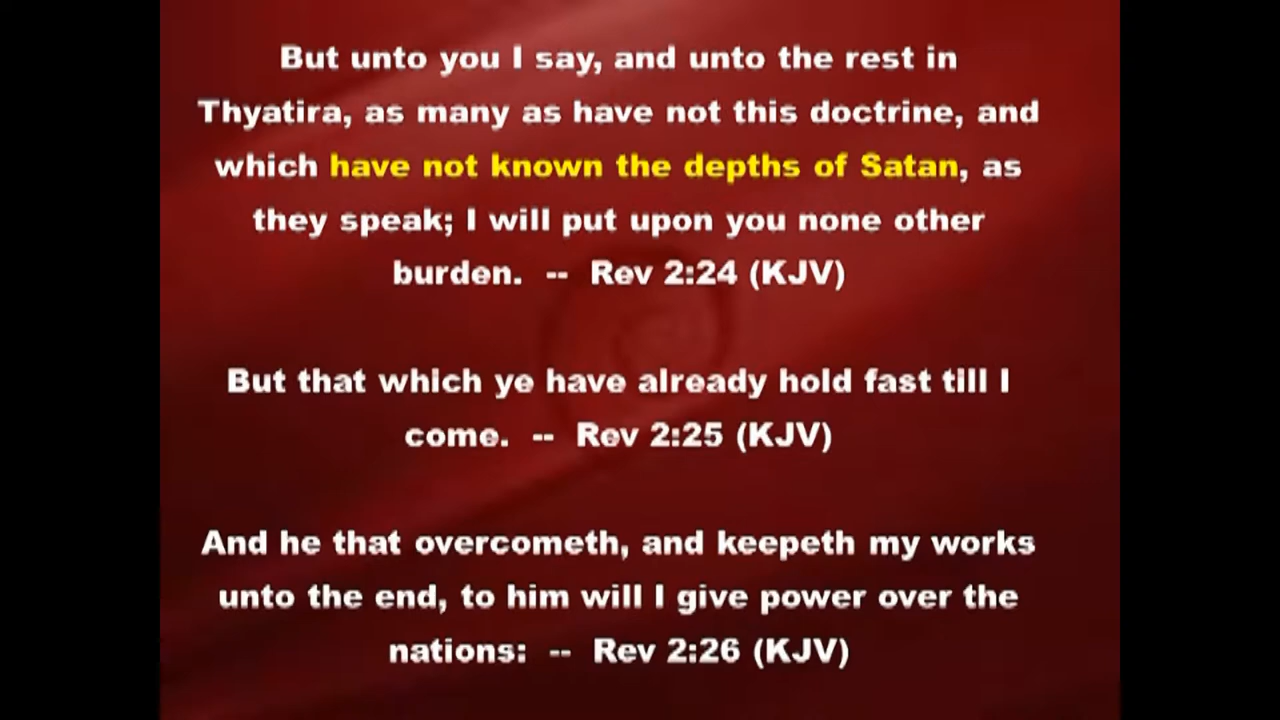 But unto you I say, and unto the rest in
Thyatira, as many as have not this doctrine, and
which have not known the depths of Satan, as
they speak; I will put upon you none other
burden. -- Rev 2:24 (KJV)
But that which ye have already hold fast till I
come. -- Rev 2:25 (KJV)
And he that overcometh, and keepeth my works
unto the end, to him will I give power over the
nations: -- Rev 2:26 (KJV)